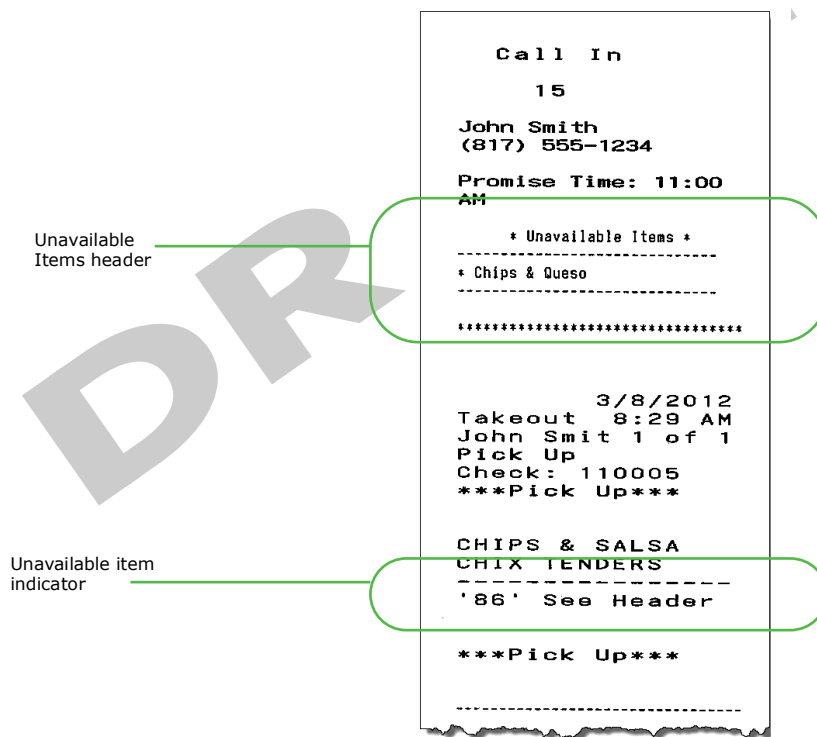 Call In
15
John Smith
(817) 555-1234
Promise Time: 11:00
AM
Unavailable
Items header
* Unavailable Items *
--------------------------------
* Chips & Queso
--------------------------------
*********************************
DR
3/8/2012
Takeout 8:29 AM
John Smit 1 of 1
Pick Up
Check: 110005
***Pick Up***
CHIPS & SALSA
CHIX TENDERS
-----------------
Unavailable item
indicator
'86' See Header
***Pick Up***
--------------------------------